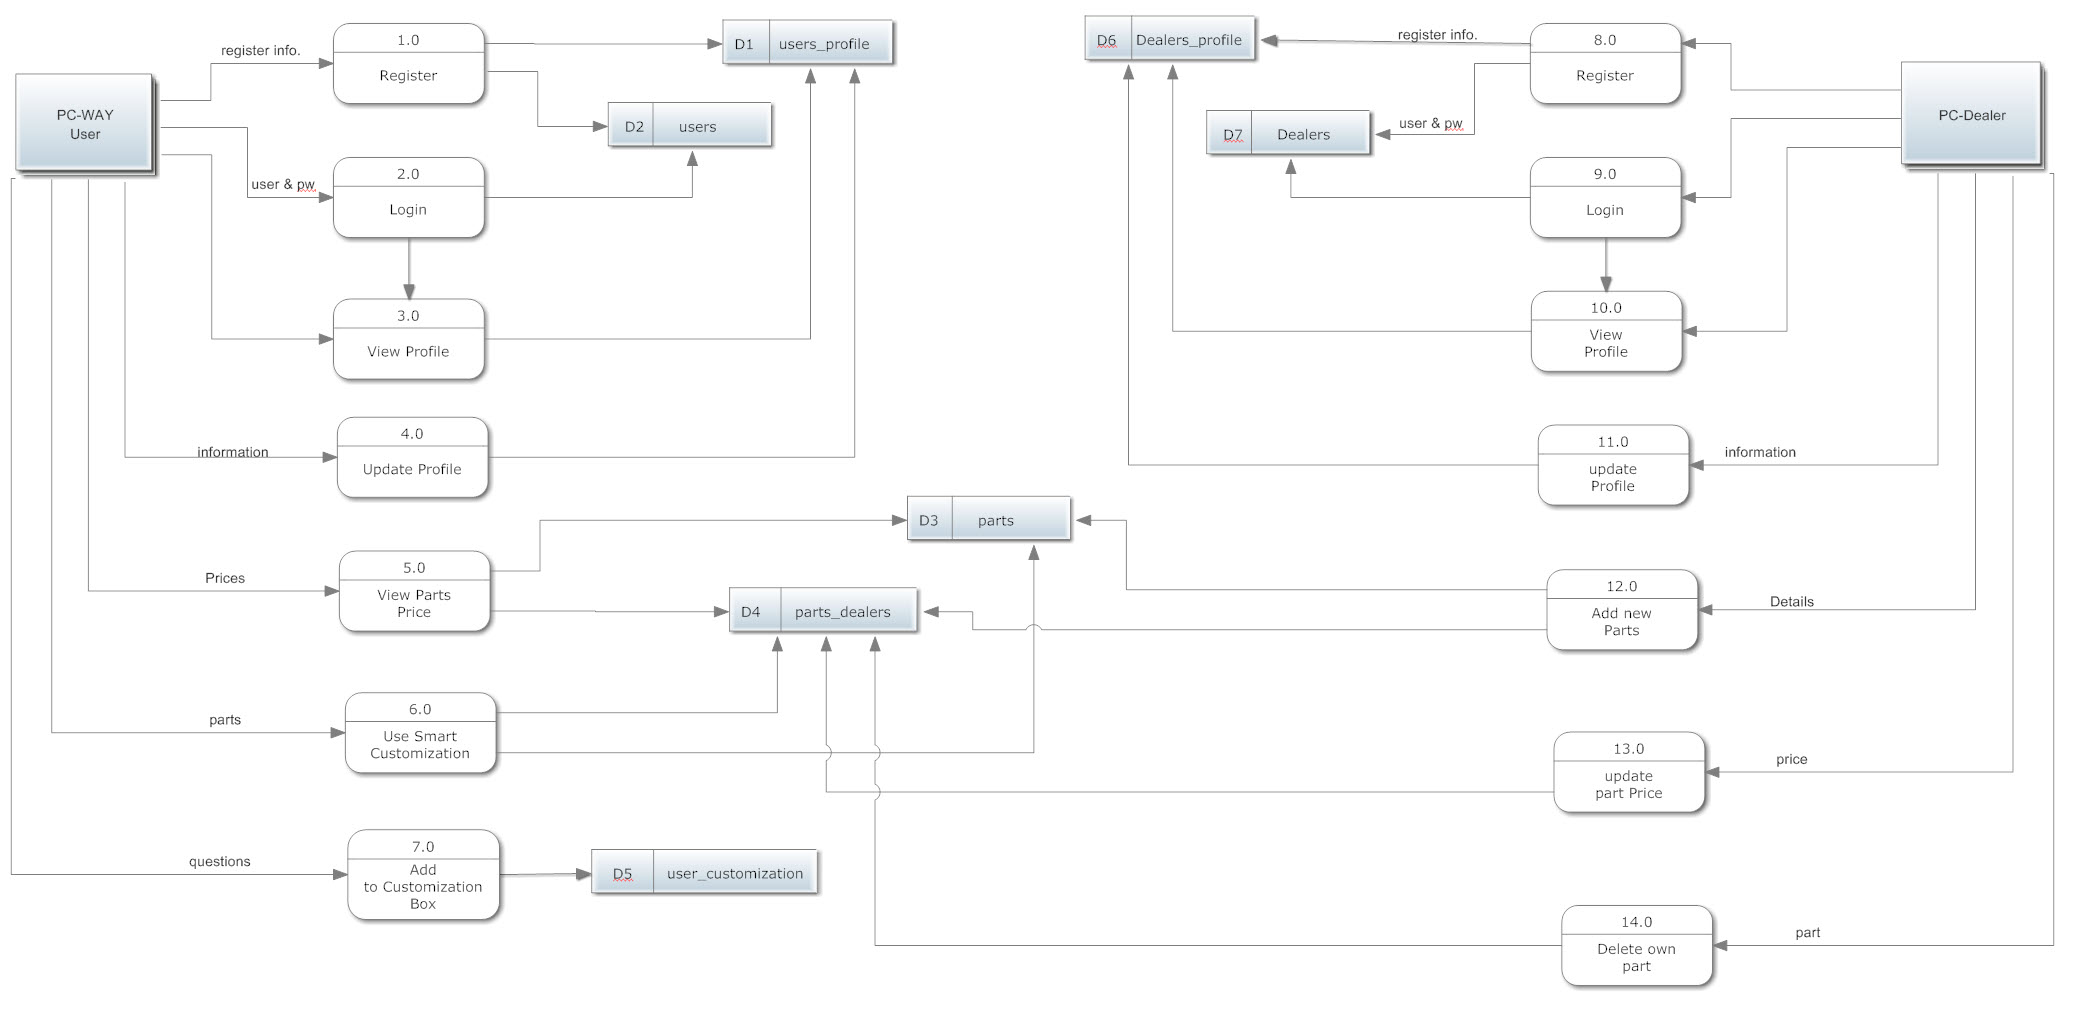 PC-WAY
User
register info.
user & pw
information
Prices
parts
questions
1.0
Register
2.0
Login
3.0
View Profile
4.0
Update Profile
5.0
View Parts
Price
6.0
Use Smart
Customization
7.0
Add
to Customization
Box
D1 users_profile
D2 users
D3 parts
D4 parts_dealers
D5 user_customization
D6 Dealers_profile
D7 Dealers
register info.
user & pw
8.0
Register
9.0
Login
10.0
View
Profile
11.0
update
Profile
12.0
Add new
Parts
13.0
update
part Price
14.0
Delete own
part
PC-Dealer
information
Details
price
part